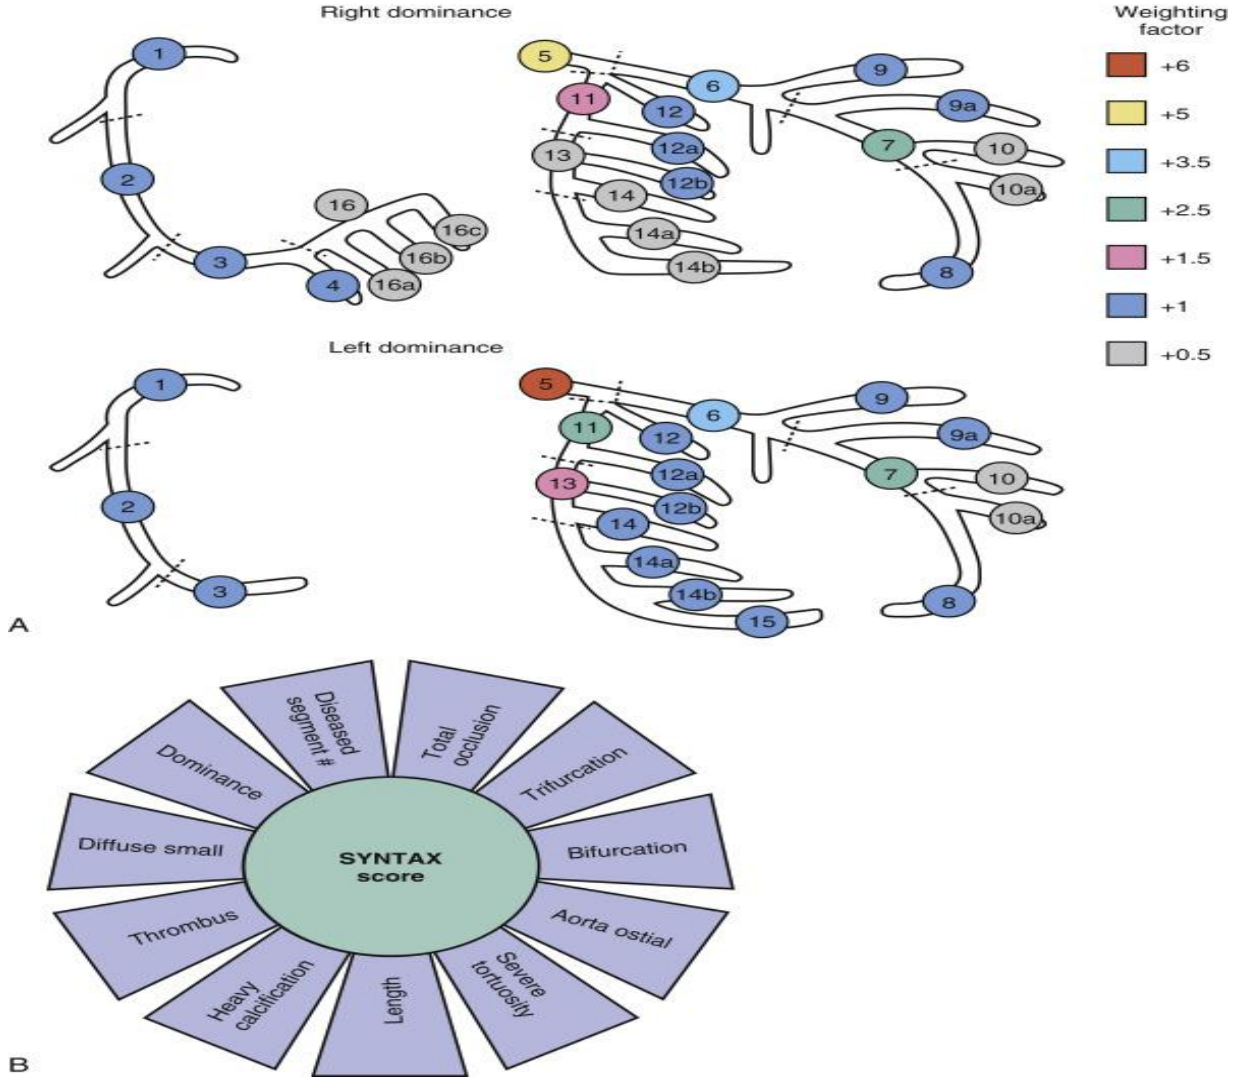 Right dominance
Weighting
factor
1
2
3
4
16
16a
16b
16c
5
6
7
8
9
9a
10
10a
11
12
12a
12b
13
14
14a
14b
+6
+5
+3.5
+2.5
+1.5
+1
+0.5
Left dominance
1
2
3
5
6
7
8
9
9a
10
10a
11
12
12a
12b
13
14
14a
14b
15
A
Diseased
segment #
Total
occlusion
Trifurcation
Bifurcation
Aorta ostial
Severe
tortuosity
Length
Heavy
calcification
Thrombus
Diffuse small
Dominance
SYNTAX
score
B